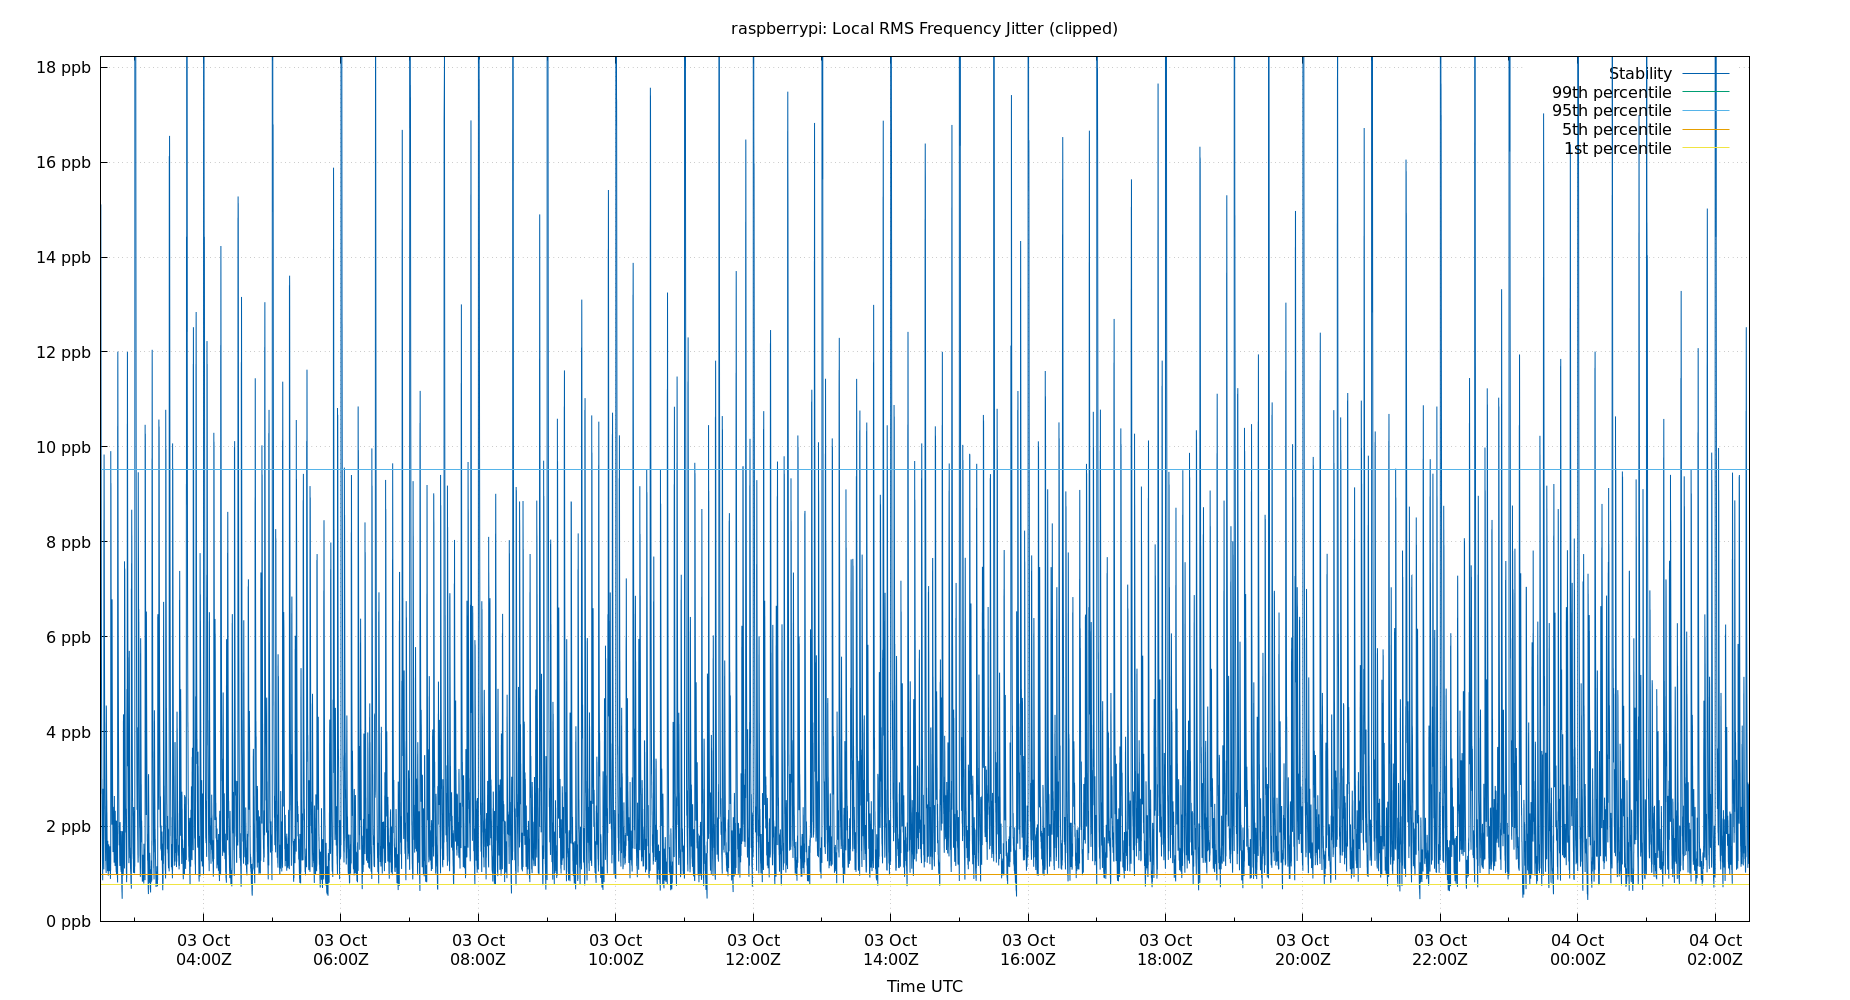 raspberrypi: Local RMS Frequency Jitter (clipped)
18 ppb
16 ppb
14 ppb
12 ppb
10 ppb
8 ppb
6 ppb
4 ppb
2 ppb
0 ppb
Stability
99th percentile
95th percentile
5th percentile
1st percentile
03 Oct 03 Oct 03 Oct 03 Oct 03 Oct 03 Oct 03 Oct 03 Oct 03 Oct 03 Oct 04 Oct 04 Oct
04:00Z 06:00Z 08:00Z 10:00Z 12:00Z 14:00Z 16:00Z 18:00Z 20:00Z 22:00Z 00:00Z 02:00Z
Time UTC